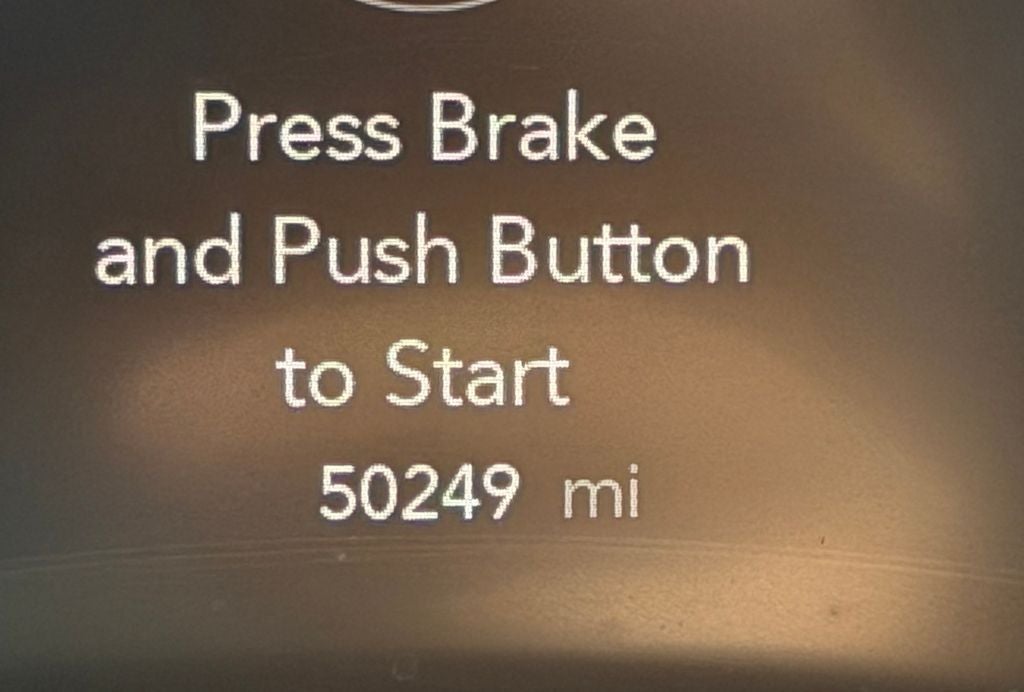 Press Brake
and Push Button
to Start
50249 mi